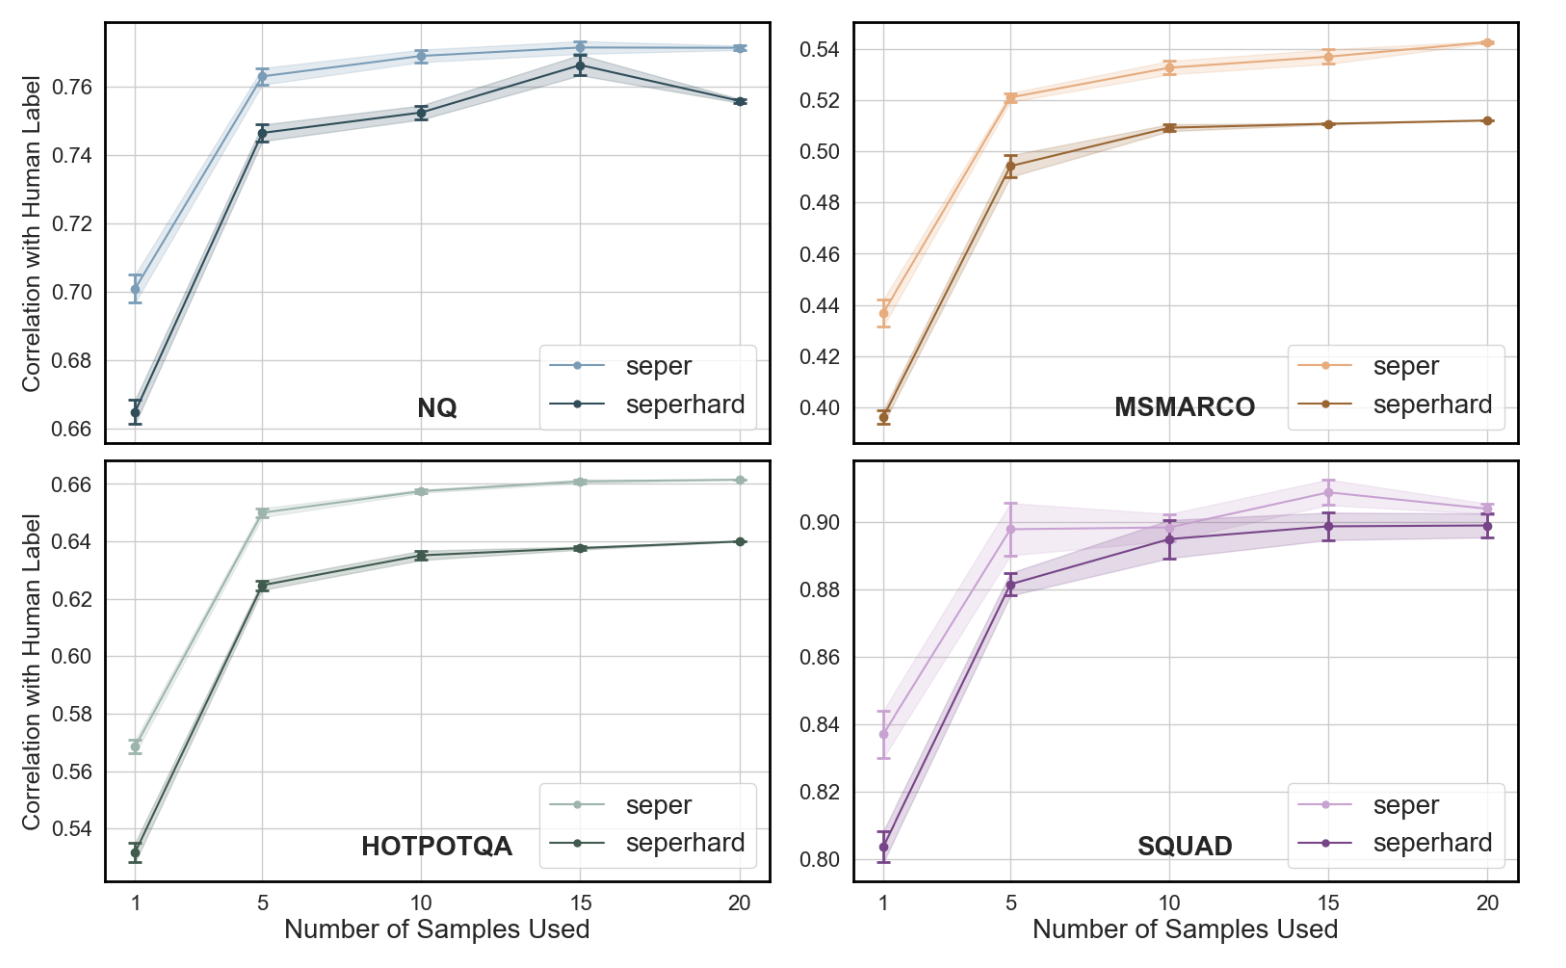 Correlation with Human Label
0.76
0.74
0.72
0.70
0.68
0.66
NQ
seper
seperhard
0.54
0.52
0.50
0.48
0.46
0.44
0.42
0.40
MSMARCO
seper
seperhard
Correlation with Human Label
0.66
0.64
0.62
0.60
0.58
0.56
0.54
HOTPOTQA
seper
seperhard
1 5 10 15 20
Number of Samples Used
0.90
0.88
0.86
0.84
0.82
0.80
SQUAD
seper
seperhard
1 5 10 15 20
Number of Samples Used